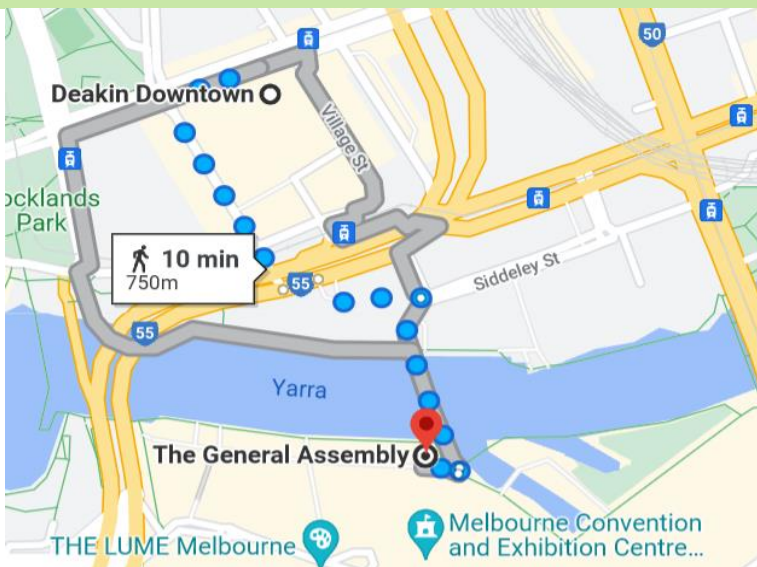 50
Deakin Downtown
Village St
ocklands
Park
10 min
750m
55
Siddeley St
55
Yarra
The General Assembly
THE LUME Melbourne
Melbourne Convention
and Exhibition Centre...